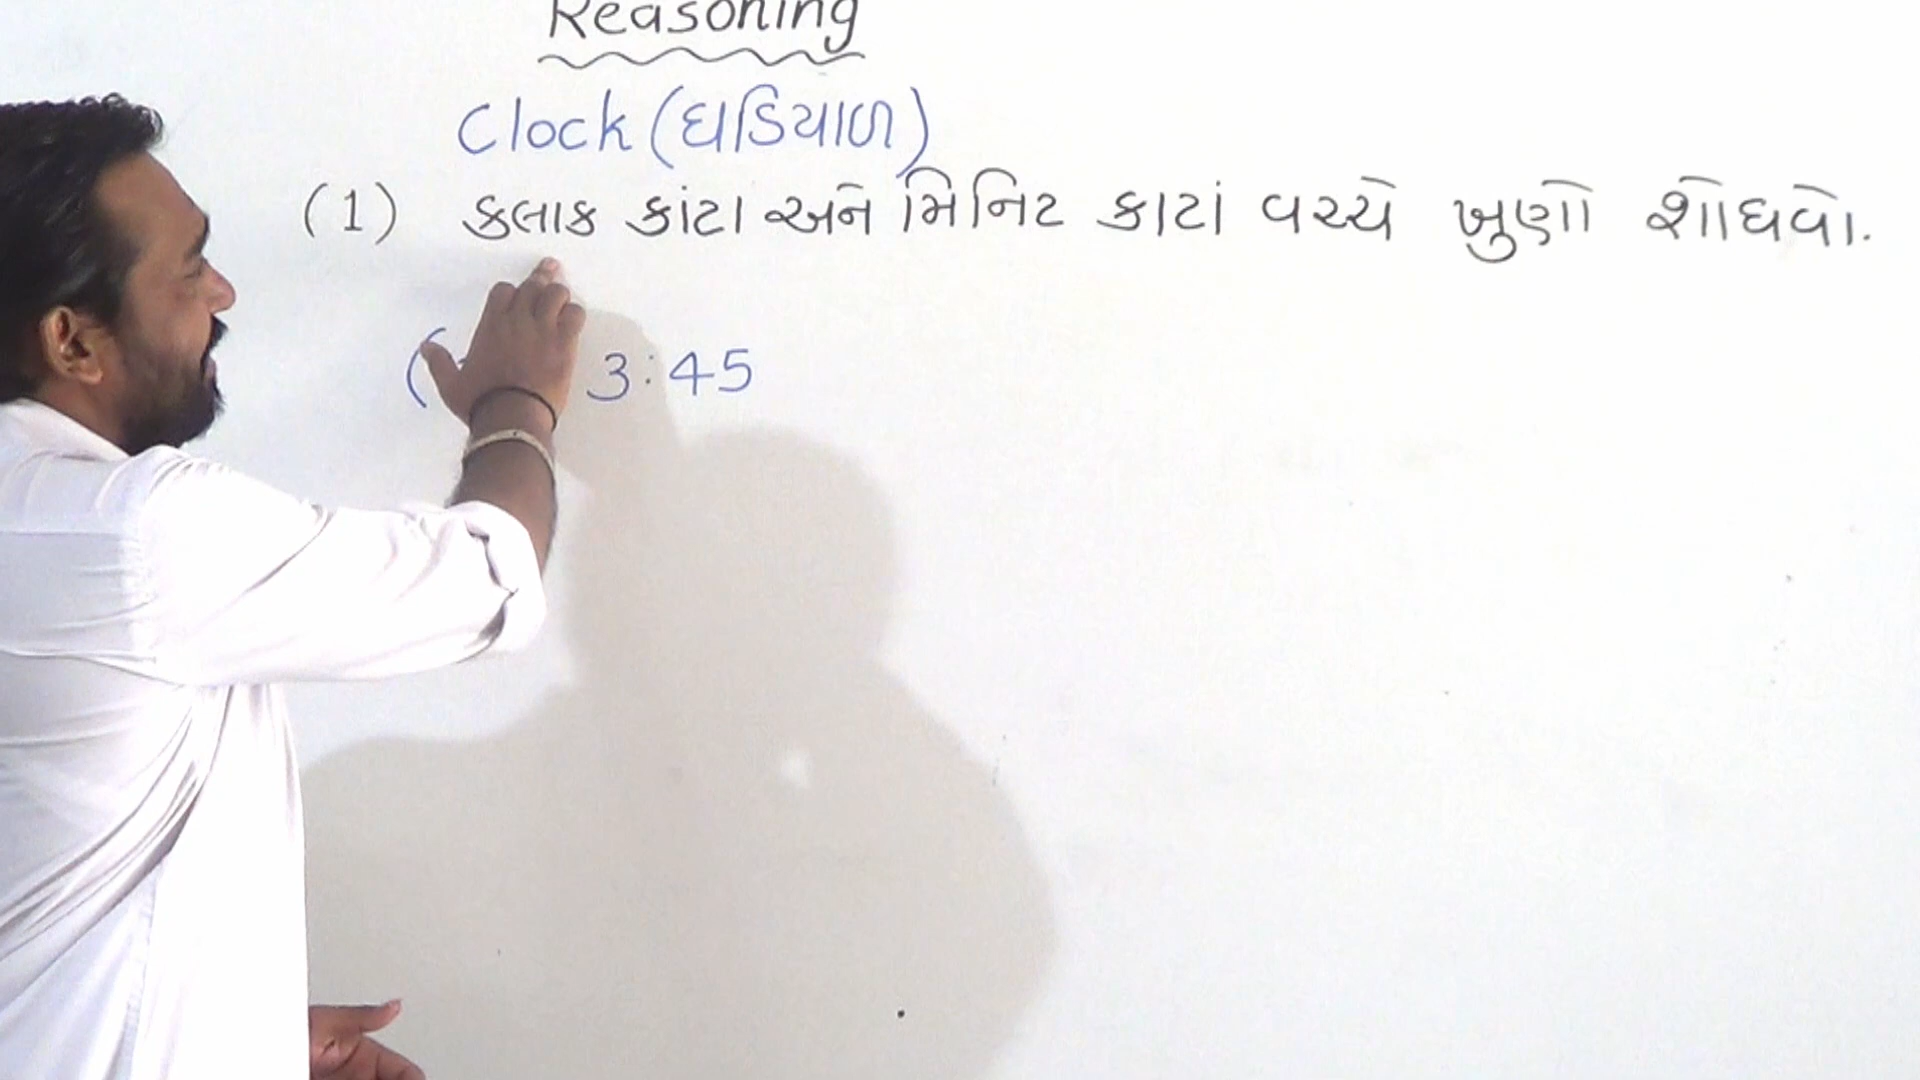 Reasoning
Clock (ઘડિયાળ)
(1) કલાક કાંટા અને મિનિટ કાટાં વચ્ચે ખુણો શોધવો.
( 3:45